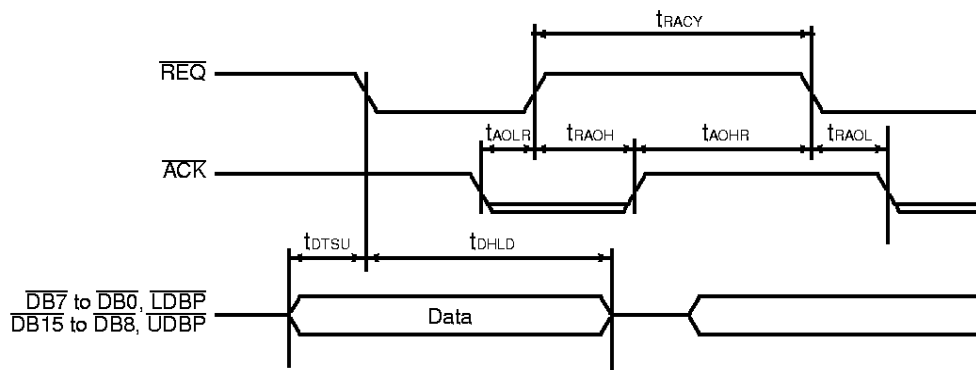 tRACY
REQ
tAOLR tRAOH tAOHR tRAOL
ACK
tDTSU tDHLD
DB7 to DB0, LDBP
DB15 to DB8, UDBP
Data